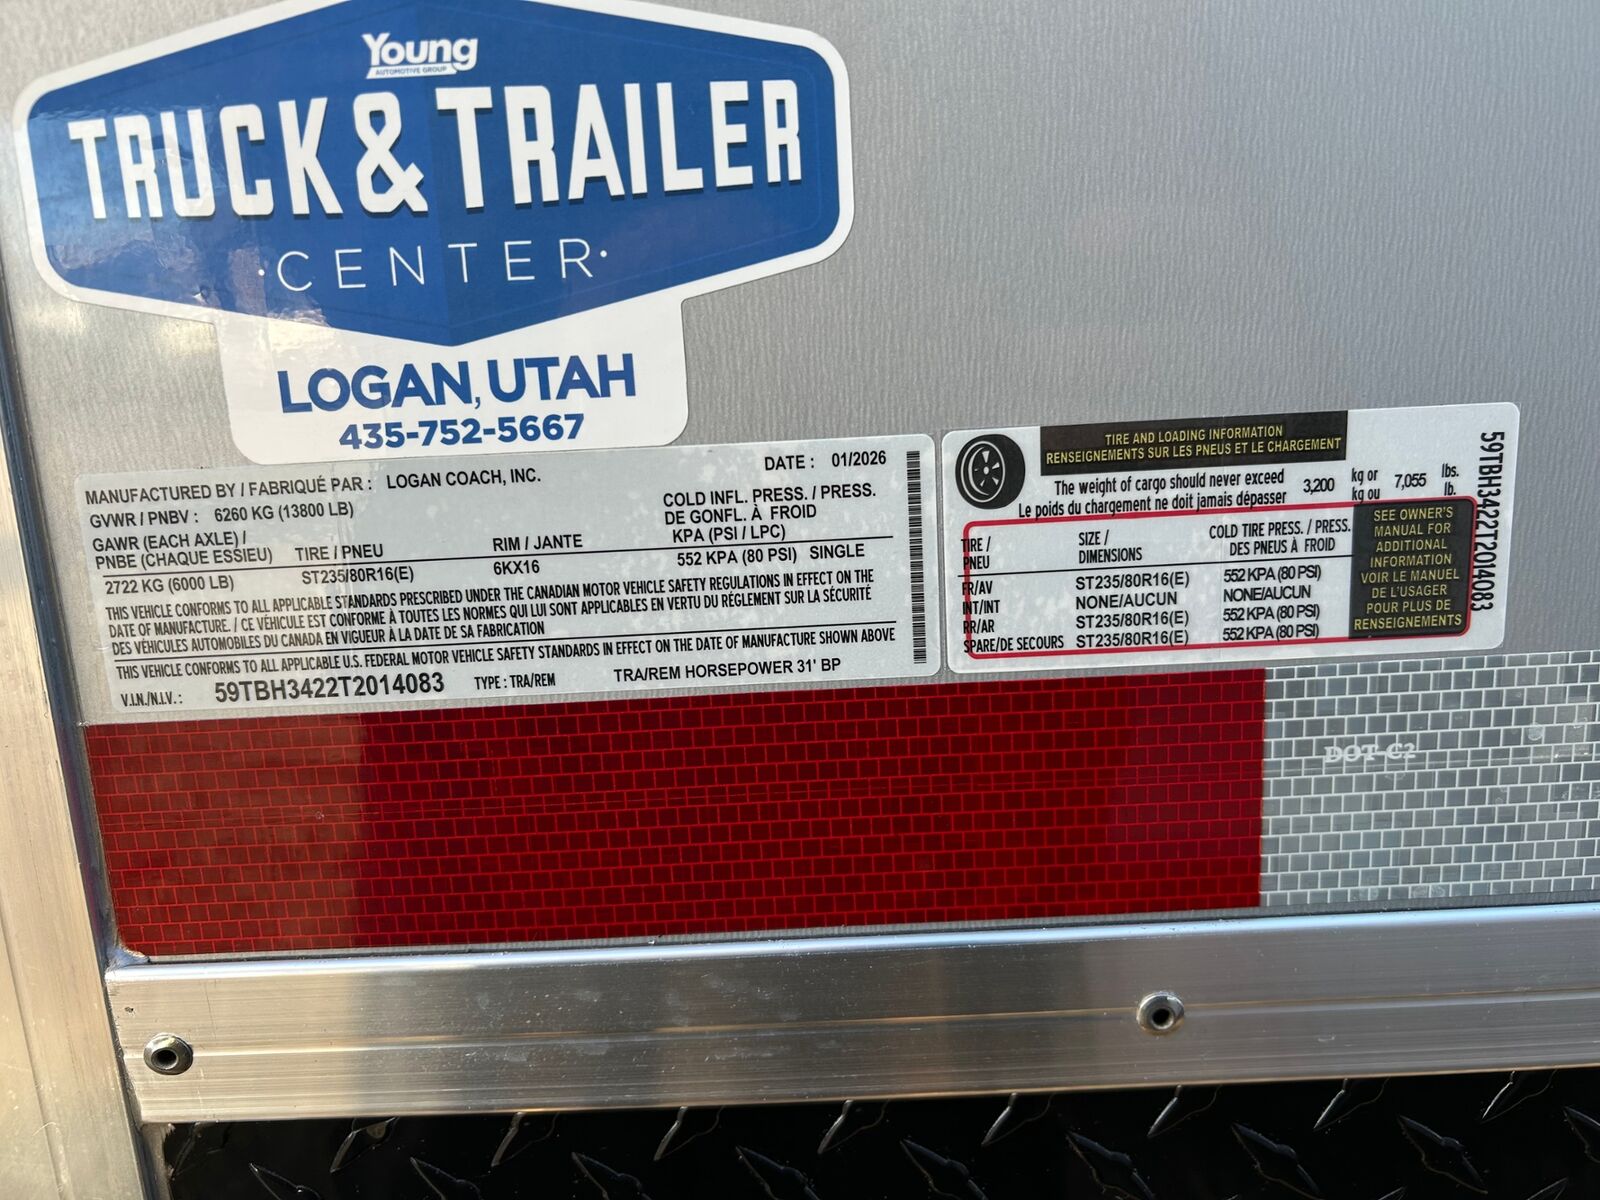 Young
AUTOMOTIVE GROUP
TRUCK & TRAILER
·CENTER·
LOGAN, UTAH
435-752-5667
MANUFACTURED BY / FABRIQUÉ PAR : LOGAN COACH, INC. DATE : 01/2026
GVWR / PNBV : 6260 KG (13800 LB)
COLD INFL. PRESS. / PRESS.
DE GONFL. À FROID
KPA (PSI / LPC)
GAWR (EACH AXLE) /
PNBE (CHAQUE ESSIEU) TIRE / PNEU RIM / JANTE
2722 KG (6000 LB) ST235/80R16(E) 6KX16 552 KPA (80 PSI) SINGLE
THIS VEHICLE CONFORMS TO ALL APPLICABLE STANDARDS PRESCRIBED UNDER THE CANADIAN MOTOR VEHICLE SAFETY REGULATIONS IN EFFECT ON THE
DATE OF MANUFACTURE. / CE VÉHICULE EST CONFORME À TOUTES LES NORMES QUI LUI SONT APPLICABLES EN VERTU DU RÉGLEMENT SUR LA SÉCURITÉ
DES VÉHICULES AUTOMOBILES DU CANADA EN VIGUEUR À LA DATE DE SA FABRICATION
THIS VEHICLE CONFORMS TO ALL APPLICABLE U.S. FEDERAL MOTOR VEHICLE SAFETY STANDARDS IN EFFECT ON THE DATE OF MANUFACTURE SHOWN ABOVE
V.I.N./N.I.V.: 59TBH3422T2014083 TYPE : TRA/REM TRA/REM HORSEPOWER 31' BP
TIRE AND LOADING INFORMATION
RENSEIGNEMENTS SUR LES PNEUS ET LE CHARGEMENT
The weight of cargo should never exceed 3,200 kg or 7,055 lbs.
Le poids du chargement ne doit jamais dépasser kg ou lb.
TIRE / PNEU SIZE / DIMENSIONS COLD TIRE PRESS. / PRESS. DES PNEUS À FROID
FR/AV ST235/80R16(E) 552 KPA (80 PSI)
INT/INT NONE/AUCUN NONE/AUCUN
RR/AR ST235/80R16(E) 552 KPA (80 PSI)
SPARE/DE SECOURS ST235/80R16(E) 552 KPA (80 PSI)
SEE OWNER'S
MANUAL FOR
ADDITIONAL
INFORMATION
VOIR LE MANUEL
DE L'USAGER
POUR PLUS DE
RENSEIGNEMENTS
59TBH3422T2014083
DOT-C2